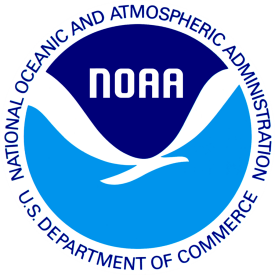 NATIONAL OCEANIC AND ATMOSPHERIC ADMINISTRATION
NOAA
U.S. DEPARTMENT OF COMMERCE